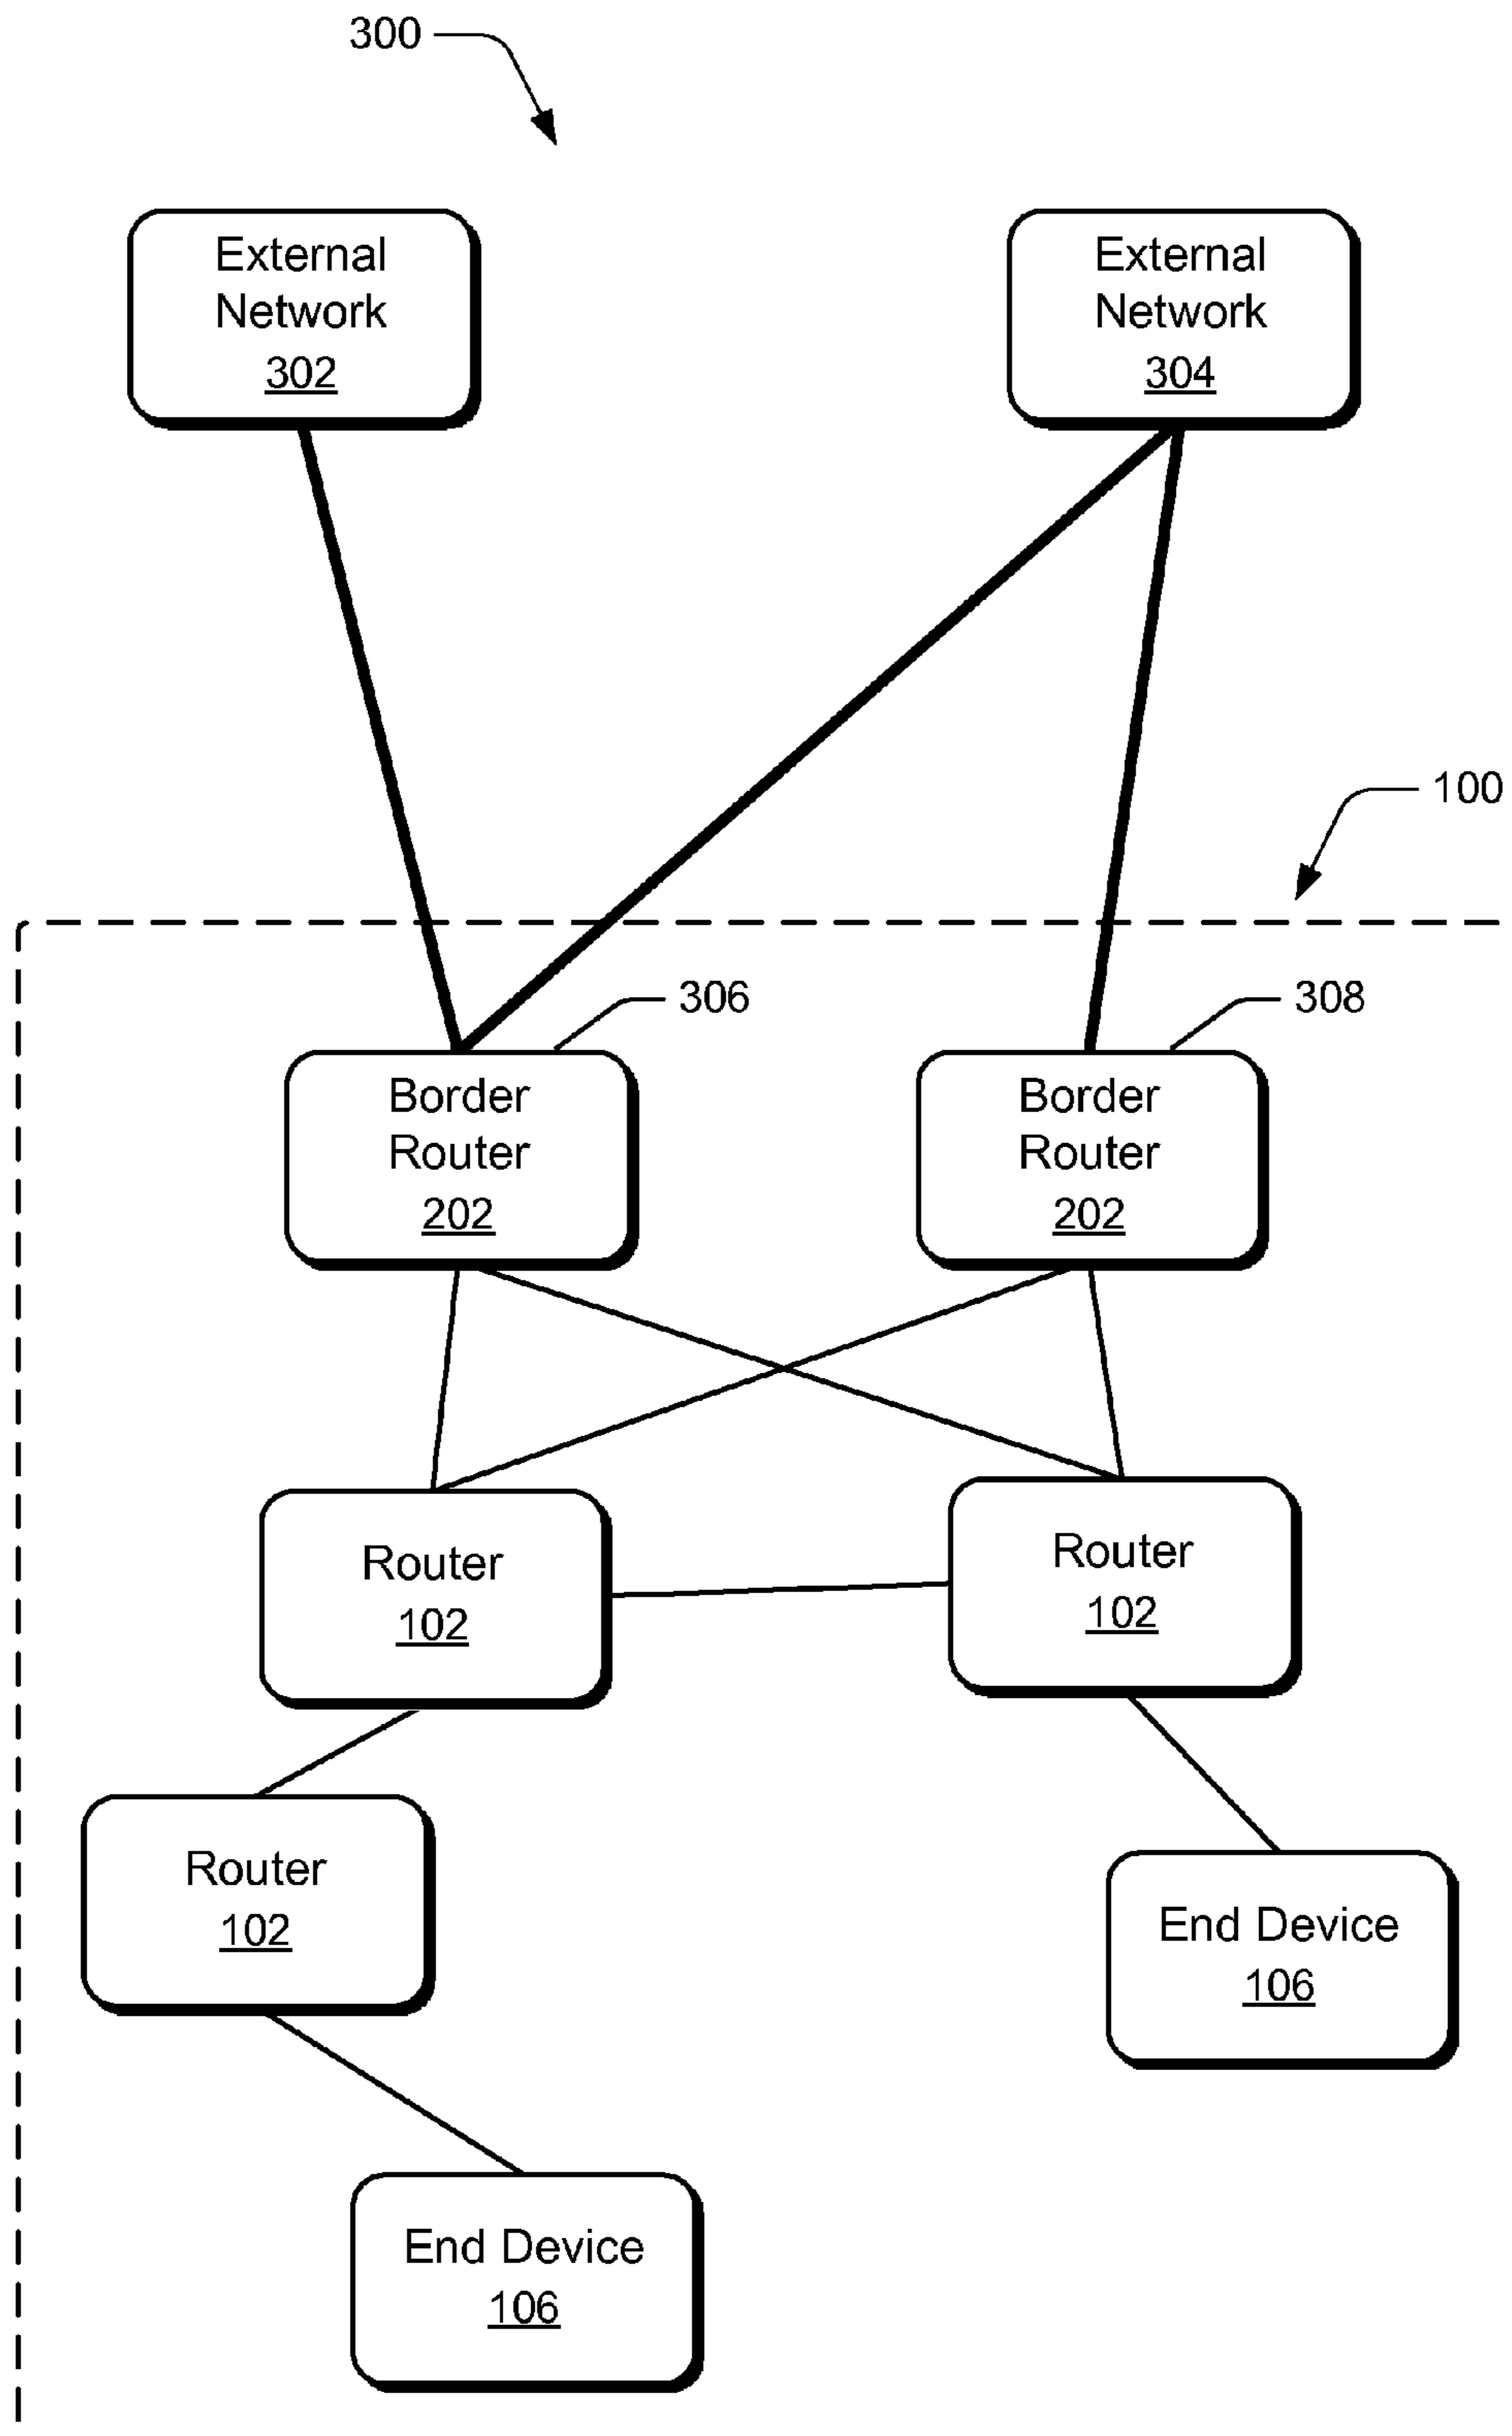 300
External
Network
302
External
Network
304
100
306
308
Border
Router
202
Border
Router
202
Router
102
Router
102
Router
102
End Device
106
End Device
106